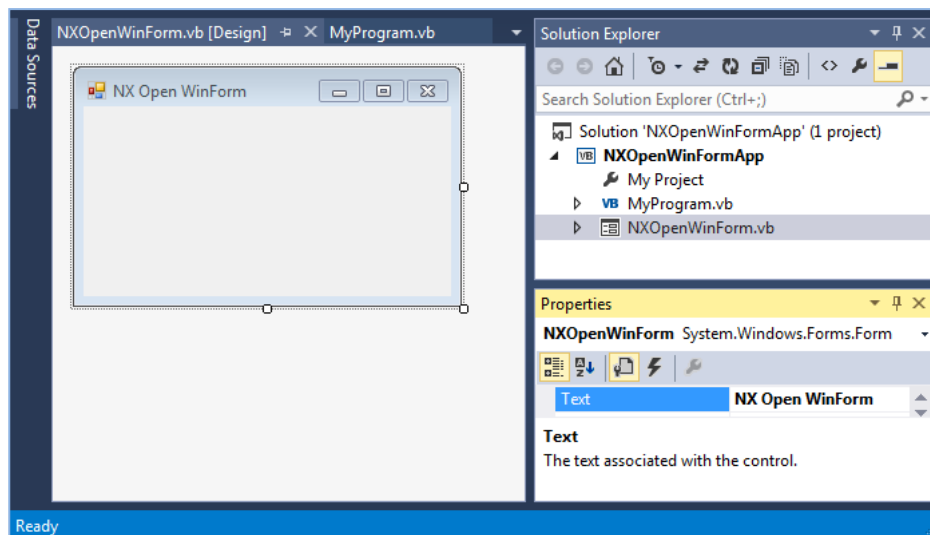 Data Sources
NXOpenWinForm.vb [Design] MyProgram.vb
NX Open WinForm
Solution Explorer
Search Solution Explorer (Ctrl+;)
Solution 'NXOpenWinFormApp' (1 project)
VB NXOpenWinFormApp
My Project
VB MyProgram.vb
NXOpenWinForm.vb
Properties
NXOpenWinForm System.Windows.Forms.Form
Text NX Open WinForm
Text
The text associated with the control.
Ready